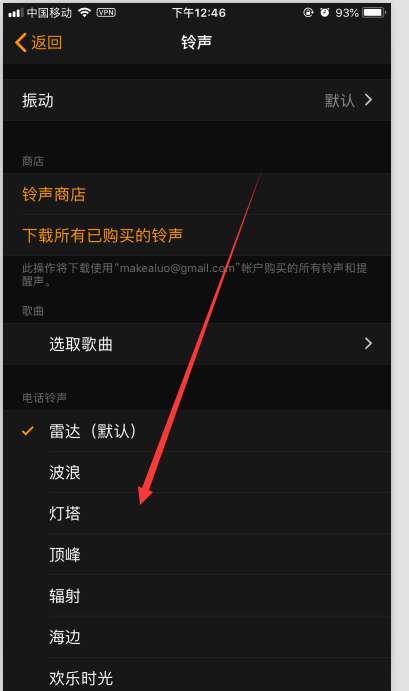 中国移动 VPN 下午12:46 93%
返回 铃声
振动 默认
商店
铃声商店
下载所有已购买的铃声
此操作将下载使用“makealuo@gmail.com”帐户购买的所有铃声和提
醒声。
歌曲
选取歌曲
电话铃声
雷达（默认）
波浪
灯塔
顶峰
辐射
海边
欢乐时光